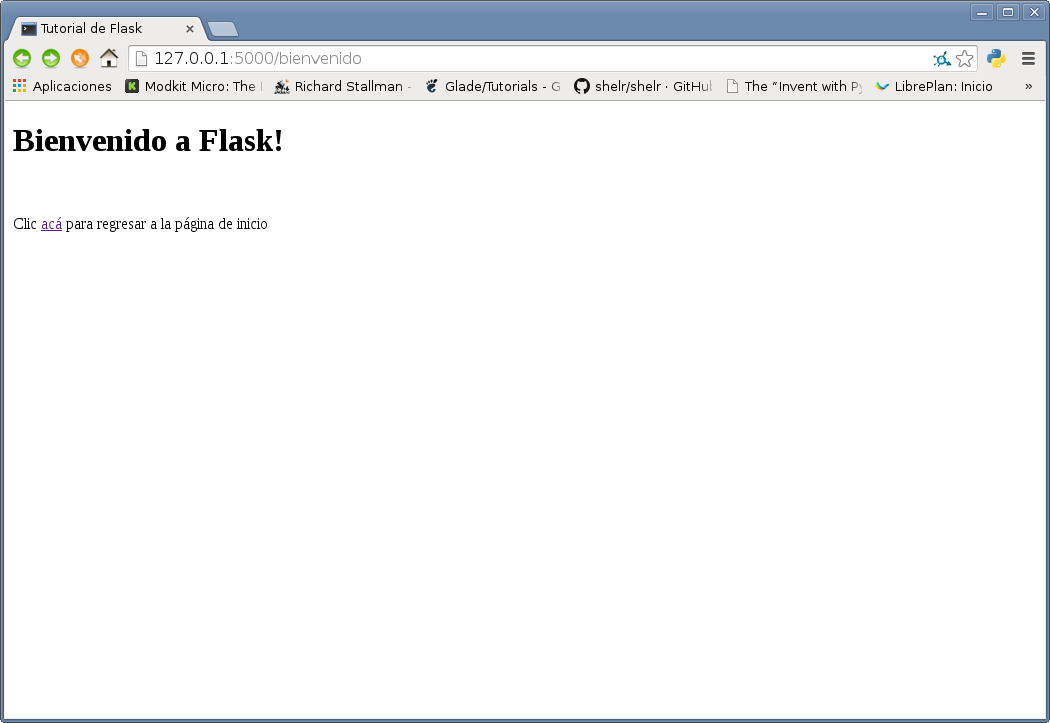 Tutorial de Flask
127.0.0.1:5000/bienvenido
Aplicaciones Modkit Micro: The Richard Stallman - Glade/Tutorials - G shelr/shelr · GitHub The “Invent with Py LibrePlan: Inicio »
Bienvenido a Flask!
Clic acá para regresar a la página de inicio